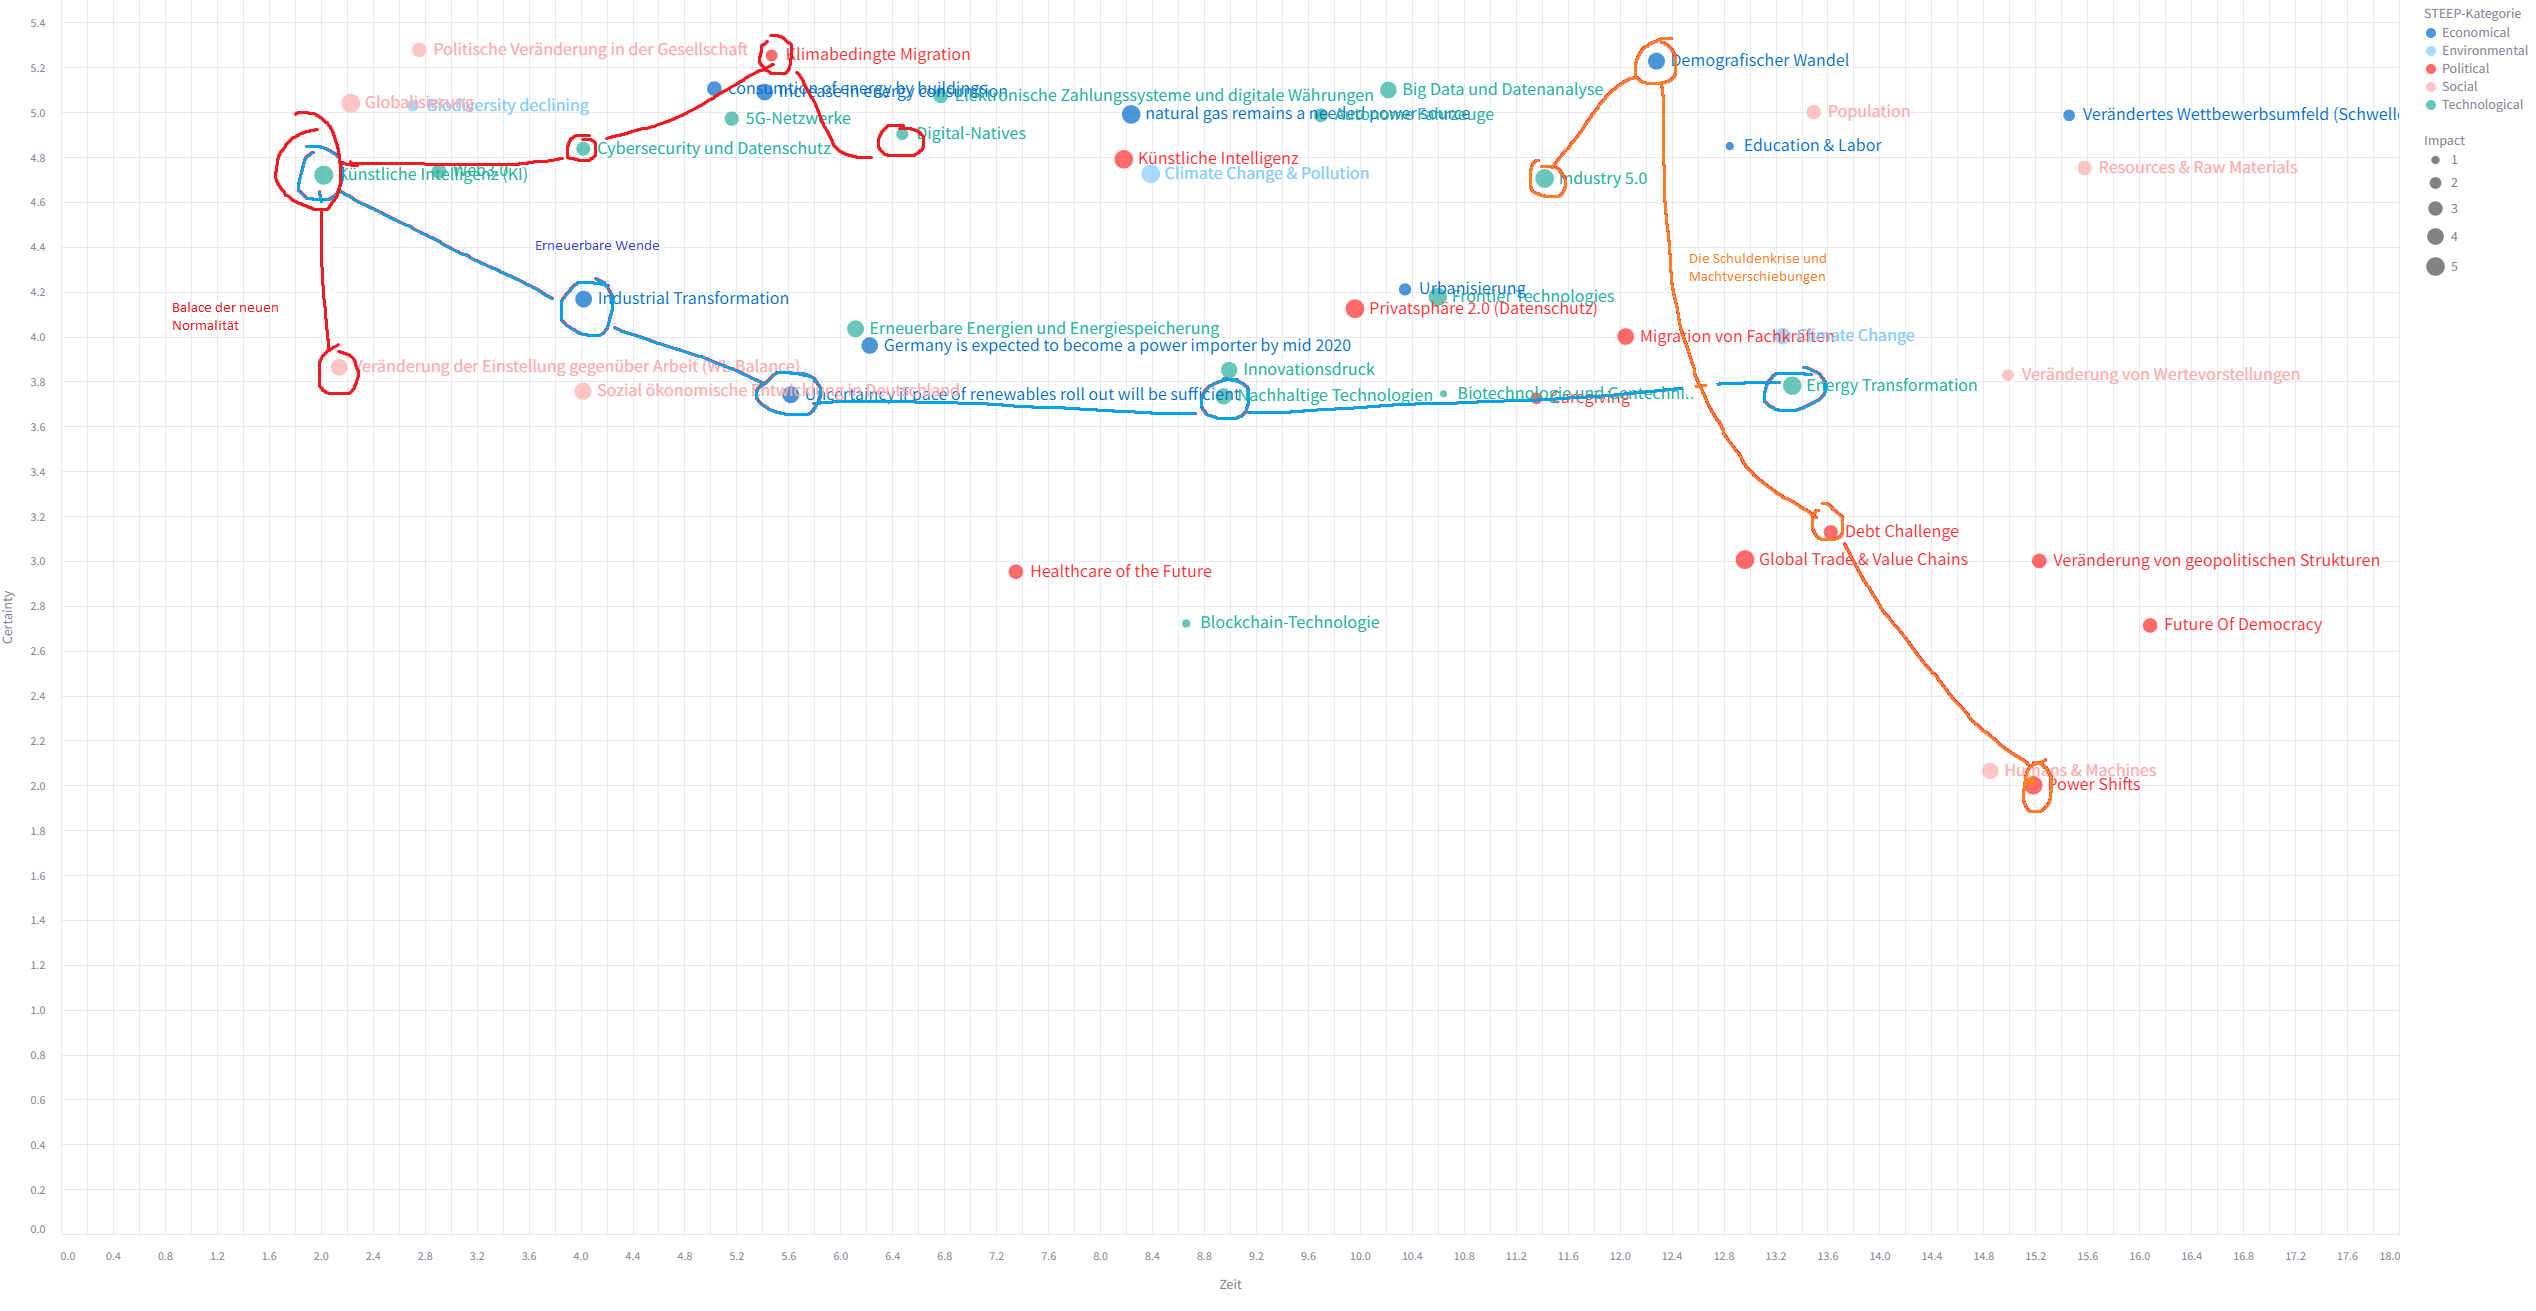 5.4
5.2
5.0
4.8
4.6
4.4
4.2
4.0
3.8
3.6
3.4
3.2
3.0
2.8
2.6
2.4
2.2
2.0
1.8
1.6
1.4
1.2
1.0
0.8
0.6
0.4
0.2
0.0
Certainty
Politische Veränderung in der Gesellschaft
Klimabedingte Migration
Demografischer Wandel
consumtion of energy by buildings
Increase in energy consumption
Elektronische Zahlungssysteme und digitale Währungen
Big Data und Datenanalyse
Globalisierung
Biodiversity declining
5G-Netzwerke
natural gas remains a needed power source
Autonome Fahrzeuge
Population
Verändertes Wettbewerbsumfeld (Schwelle
Digital-Natives
Cybersecurity und Datenschutz
Education & Labor
Künstliche Intelligenz
Künstliche Intelligenz (KI)
Web3.0
Climate Change & Pollution
Industry 5.0
Resources & Raw Materials
Erneuerbare Wende
Die Schuldenkrise und
Machtverschiebungen
Balace der neuen
Normalität
Industrial Transformation
Urbanisierung
Frontier Technologies
Privatsphäre 2.0 (Datenschutz)
Erneuerbare Energien und Energiespeicherung
Germany is expected to become a power importer by mid 2020
Migration von Fachkräften
Climate Change
Veränderung der Einstellung gegenüber Arbeit (WL-Balance)
Innovationsdruck
Veränderung von Wertevorstellungen
Sozial ökonomische Entwicklung in Deutschland
Uncertaincy if pace of renewables roll out will be sufficient
Nachhaltige Technologien
Biotechnologie und Gentechni…
Caregiving
Energy Transformation
Debt Challenge
Global Trade & Value Chains
Veränderung von geopolitischen Strukturen
Healthcare of the Future
Blockchain-Technologie
Future Of Democracy
Humans & Machines
Power Shifts
0.0 0.4 0.8 1.2 1.6 2.0 2.4 2.8 3.2 3.6 4.0 4.4 4.8 5.2 5.6 6.0 6.4 6.8 7.2 7.6 8.0 8.4 8.8 9.2 9.6 10.0 10.4 10.8 11.2 11.6 12.0 12.4 12.8 13.2 13.6 14.0 14.4 14.8 15.2 15.6 16.0 16.4 16.8 17.2 17.6 18.0
Zeit
STEEP-Kategorie
Economical
Environmental
Political
Social
Technological
Impact
1
2
3
4
5